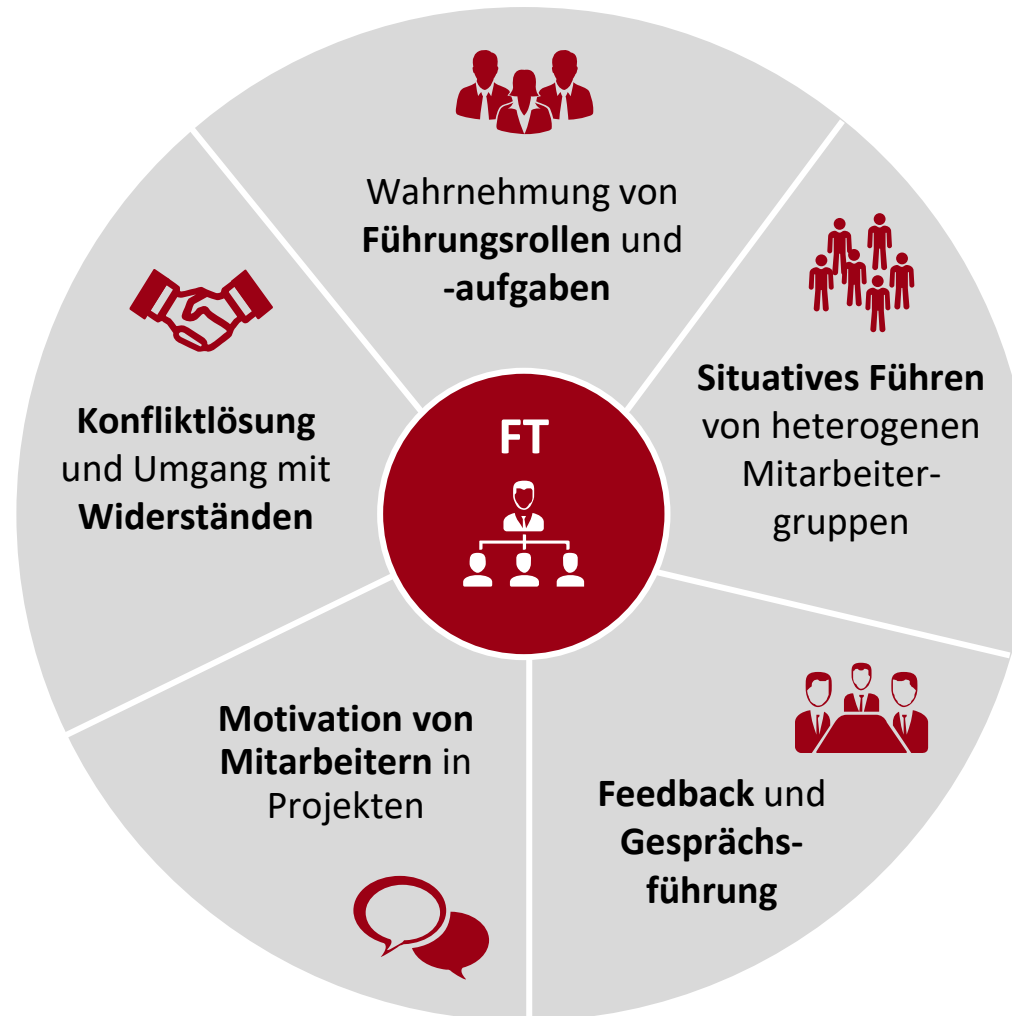 Wahrnehmung von
Führungsrollen und
-aufgaben
Situatives Führen
von heterogenen
Mitarbeiter-
gruppen
Feedback und
Gesprächs-
führung
Motivation von
Mitarbeitern in
Projekten
Konfliktlösung
und Umgang mit
Widerständen
FT